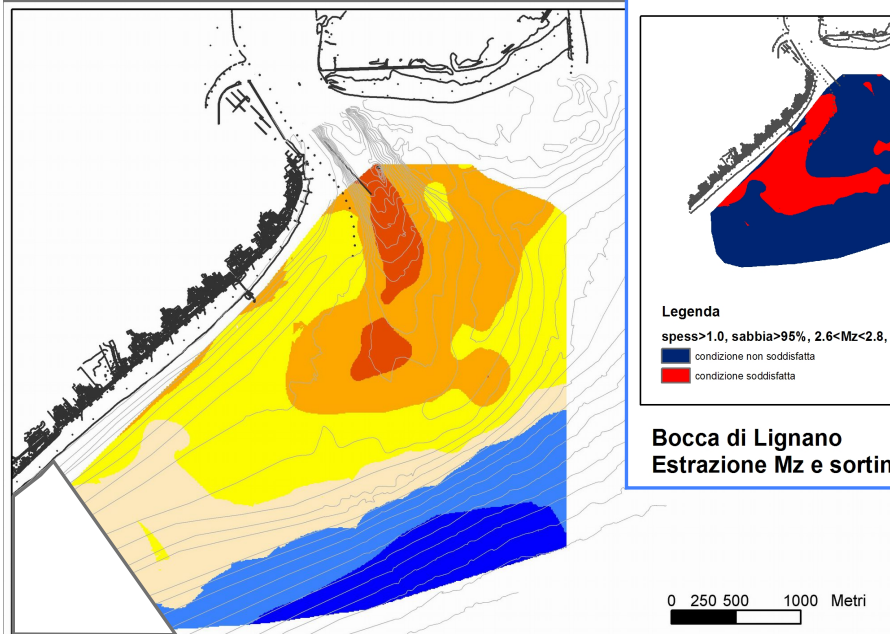 Legenda
spess>1.0, sabbia>95%, 2.6<Mz<2.8,
condizione non soddisfatta
condizione soddisfatta
Bocca di Lignano
Estrazione Mz e sortin
0 250 500 1000 Metri